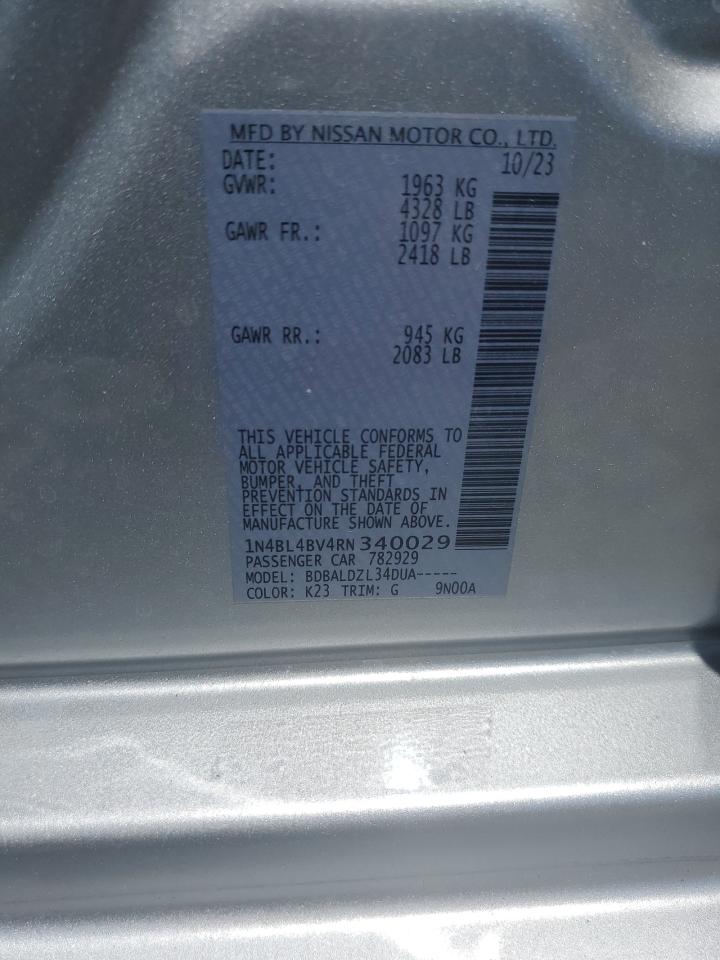 MFD BY NISSAN MOTOR CO., LTD.
DATE: 10/23
GVWR: 1963 KG
4328 LB
GAWR FR.: 1097 KG
2418 LB
GAWR RR.: 945 KG
2083 LB
THIS VEHICLE CONFORMS TO
ALL APPLICABLE FEDERAL
MOTOR VEHICLE SAFETY,
BUMPER, AND THEFT
PREVENTION STANDARDS IN
EFFECT ON THE DATE OF
MANUFACTURE SHOWN ABOVE.
1N4BL4BV4RN340029
PASSENGER CAR 782929
MODEL: BDBALDZL34DUA-----
COLOR: K23 TRIM: G 9N00A